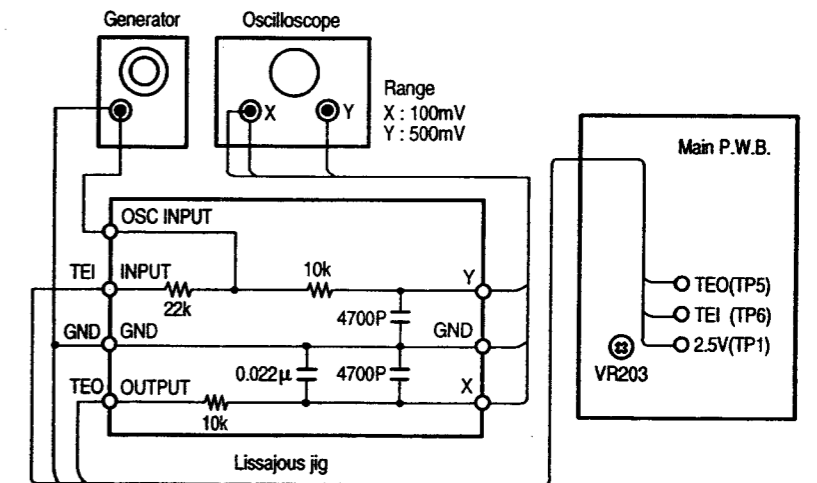 Generator
Oscilloscope
Range
X : 100mV
Y : 500mV
X
Y
Main P.W.B.
OSC INPUT
TEI
INPUT
22k
10k
Y
4700P
GND
GND
GND
0.022µ
4700P
TEO
OUTPUT
10k
X
TEO(TP5)
TEI (TP6)
2.5V(TP1)
VR203
Lissajous jig